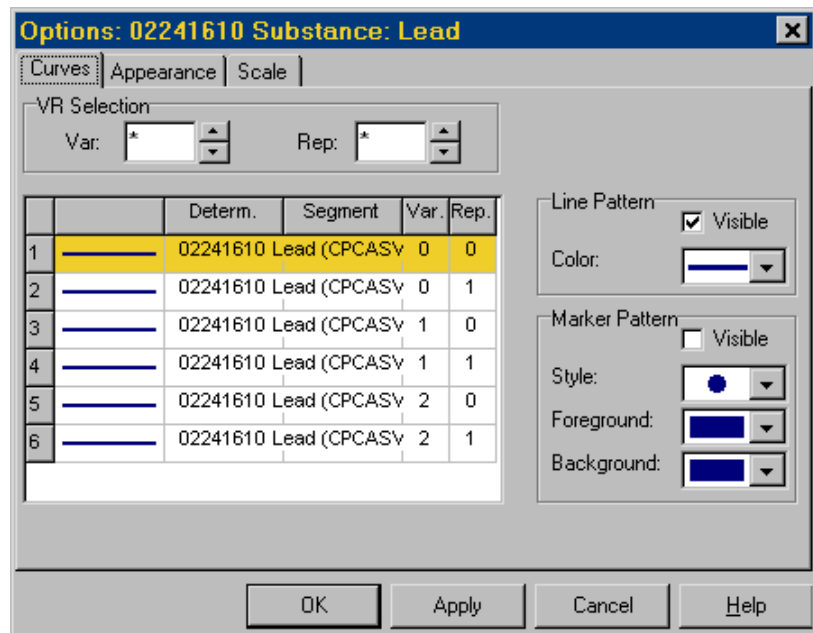 Options: 02241610 Substance: Lead
Curves Appearance Scale
VR Selection
Var: * Rep: *
Determ. Segment Var. Rep.
1 02241610 Lead (CPCASV 0 0
2 02241610 Lead (CPCASV 0 1
3 02241610 Lead (CPCASV 1 0
4 02241610 Lead (CPCASV 1 1
5 02241610 Lead (CPCASV 2 0
6 02241610 Lead (CPCASV 2 1
Line Pattern
Visible
Color:
Marker Pattern
Visible
Style:
Foreground:
Background:
OK Apply Cancel Help